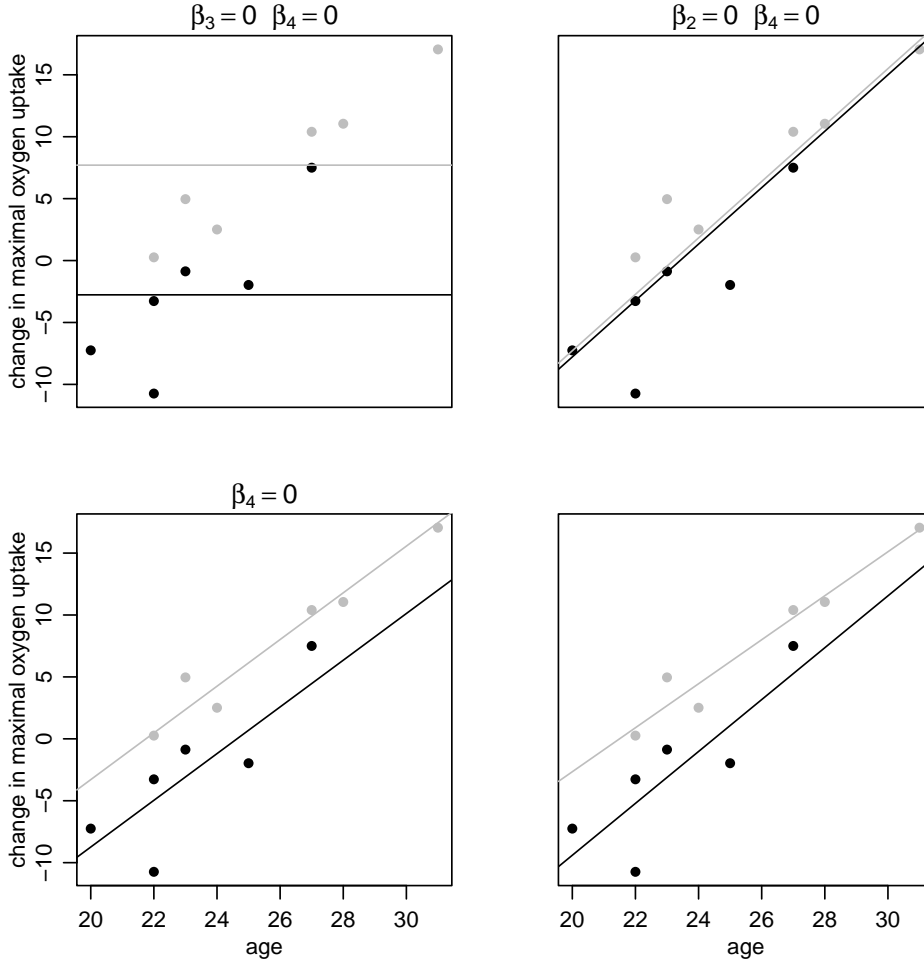 β₃ = 0 β₄ = 0
β₂ = 0 β₄ = 0
change in maximal oxygen uptake
15
10
5
0
−5
−10
β₄ = 0
change in maximal oxygen uptake
15
10
5
0
−5
−10
20 22 24 26 28 30
age
20 22 24 26 28 30
age